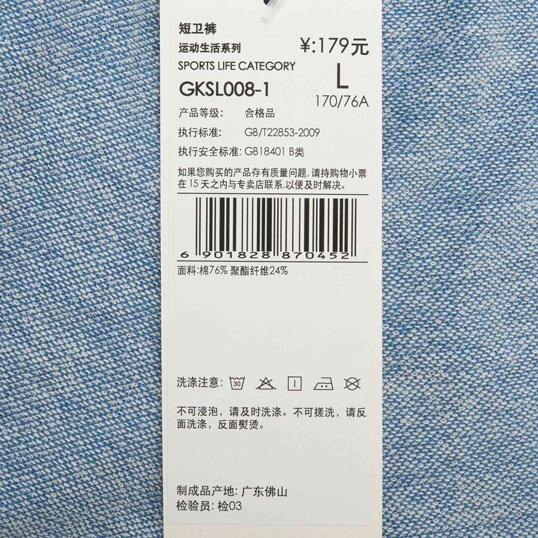 短卫裤
运动生活系列
¥:179元
SPORTS LIFE CATEGORY
L
GKSL008-1
170/76A
产品等级: 合格品
执行标准: GB/T22853-2009
执行安全标准: GB18401 B类
如果您购买的产品存有质量问题,请持购物小票
在15天之内与专卖店联系,以便及时解决。
6 901828 870452
面料:棉76% 聚酯纤维24%
洗涤注意: 30
不可浸泡，请及时洗涤。不可搓洗，请反
面洗涤，反面熨烫。
制成品产地: 广东佛山
检验员: 检03